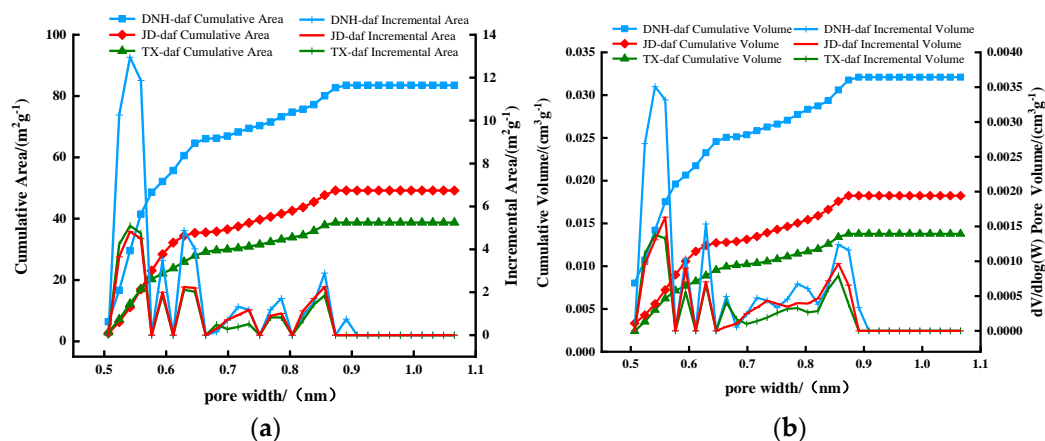 DNH-daf Cumulative Area
JD-daf Cumulative Area
TX-daf Cumulative Area
DNH-daf Incremental Area
JD-daf Incremental Area
TX-daf Incremental Area
100
80
60
40
20
0
Cumulative Area/(m²g⁻¹)
14
12
10
8
6
4
2
0
Incremental Area/(m²g⁻¹)
0.5 0.6 0.7 0.8 0.9 1.0 1.1
pore width/（nm）
(a)
DNH-daf Cumulative Volume
JD-daf Cumulative Volume
TX-daf Cumulative Volume
DNH-daf Incremental Volume
JD-daf Incremental Volume
TX-daf Incremental Volume
0.035
0.030
0.025
0.020
0.015
0.010
0.005
0.000
Cumulative Volume/(cm³g⁻¹)
0.0040
0.0035
0.0030
0.0025
0.0020
0.0015
0.0010
0.0005
0.0000
dV/dlog(W) Pore Volume/(cm³g⁻¹)
0.5 0.6 0.7 0.8 0.9 1.0 1.1
pore width/（nm）
(b)